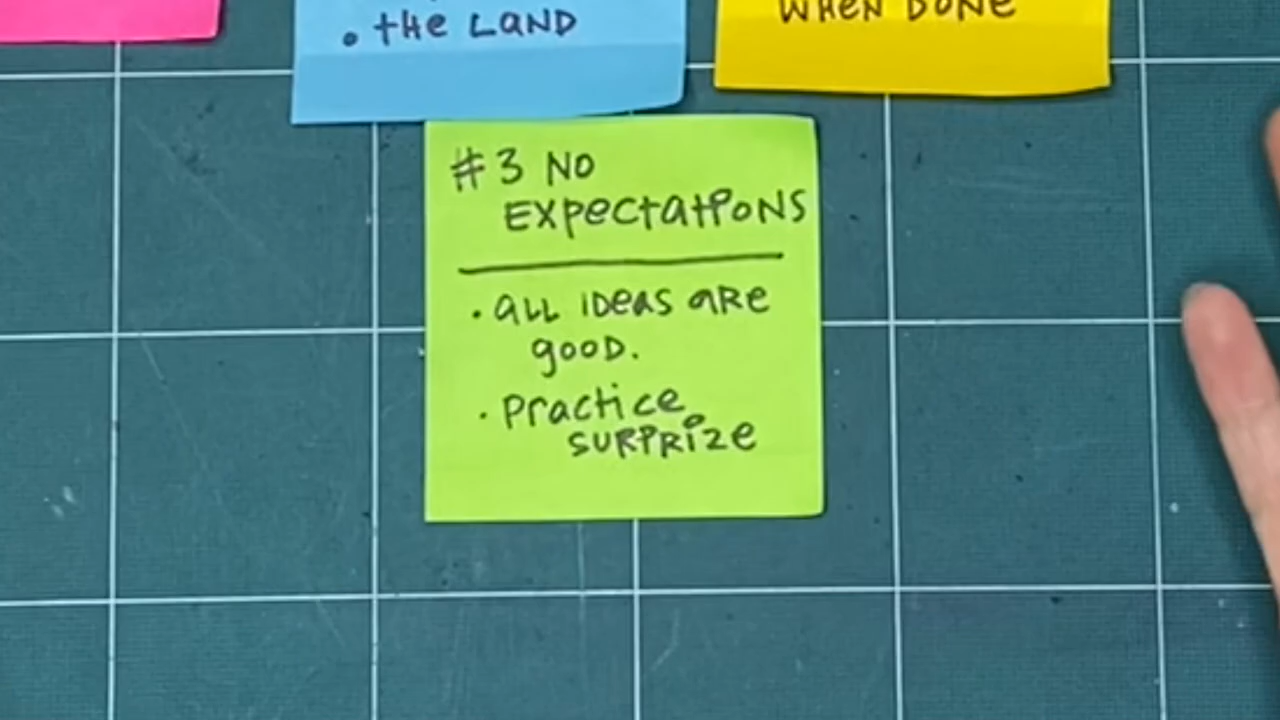 • the LAND
WHEN DONE
#3 NO
EXPectatiONS
· aLL iDeas aRe
gooD.
· Practice
SURPRiZe